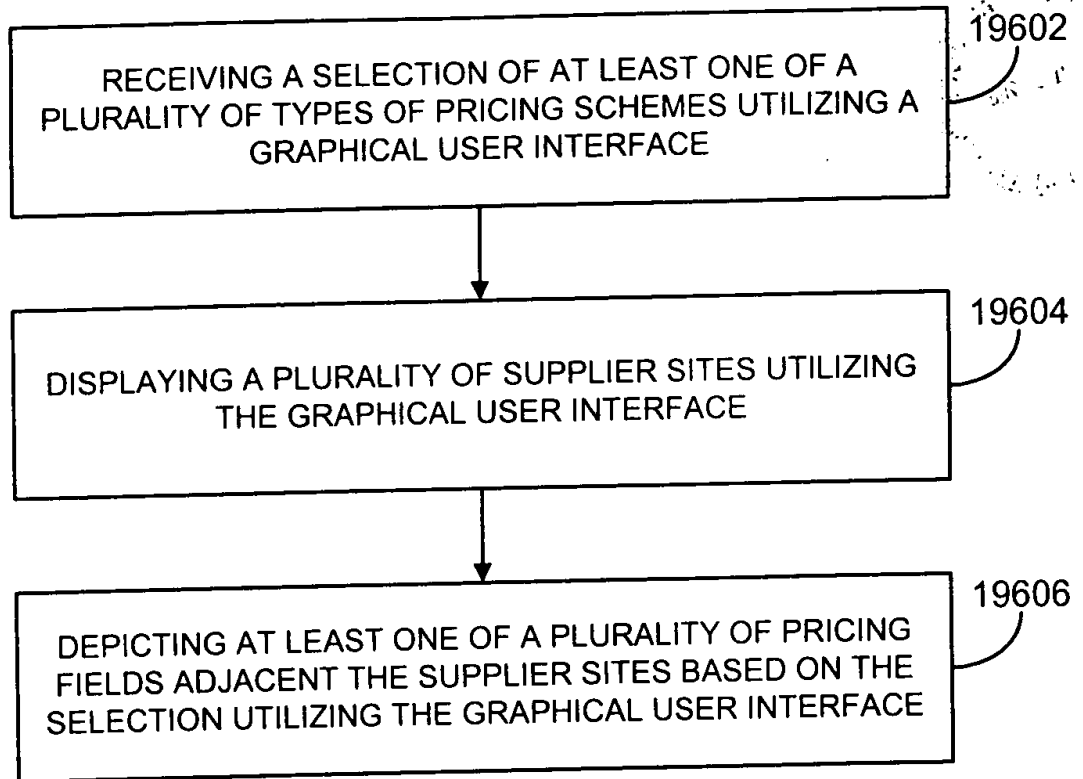 19602
RECEIVING A SELECTION OF AT LEAST ONE OF A
PLURALITY OF TYPES OF PRICING SCHEMES UTILIZING A
GRAPHICAL USER INTERFACE
19604
DISPLAYING A PLURALITY OF SUPPLIER SITES UTILIZING
THE GRAPHICAL USER INTERFACE
19606
DEPICTING AT LEAST ONE OF A PLURALITY OF PRICING
FIELDS ADJACENT THE SUPPLIER SITES BASED ON THE
SELECTION UTILIZING THE GRAPHICAL USER INTERFACE